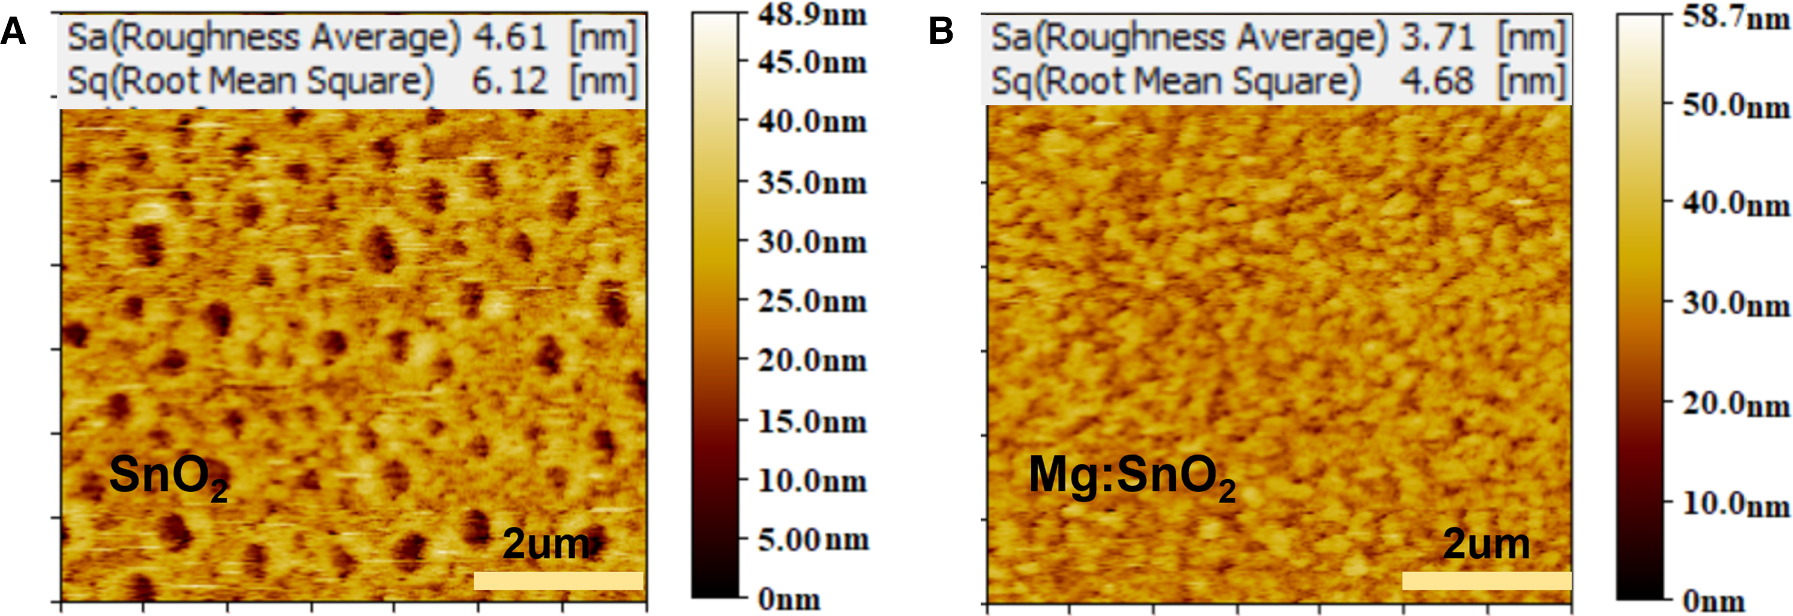 A
Sa(Roughness Average) 4.61 [nm]
Sq(Root Mean Square) 6.12 [nm]
SnO₂
2um
48.9nm
45.0nm
40.0nm
35.0nm
30.0nm
25.0nm
20.0nm
15.0nm
10.0nm
5.00nm
0nm
B
Sa(Roughness Average) 3.71 [nm]
Sq(Root Mean Square) 4.68 [nm]
Mg:SnO₂
2um
58.7nm
50.0nm
40.0nm
30.0nm
20.0nm
10.0nm
0nm